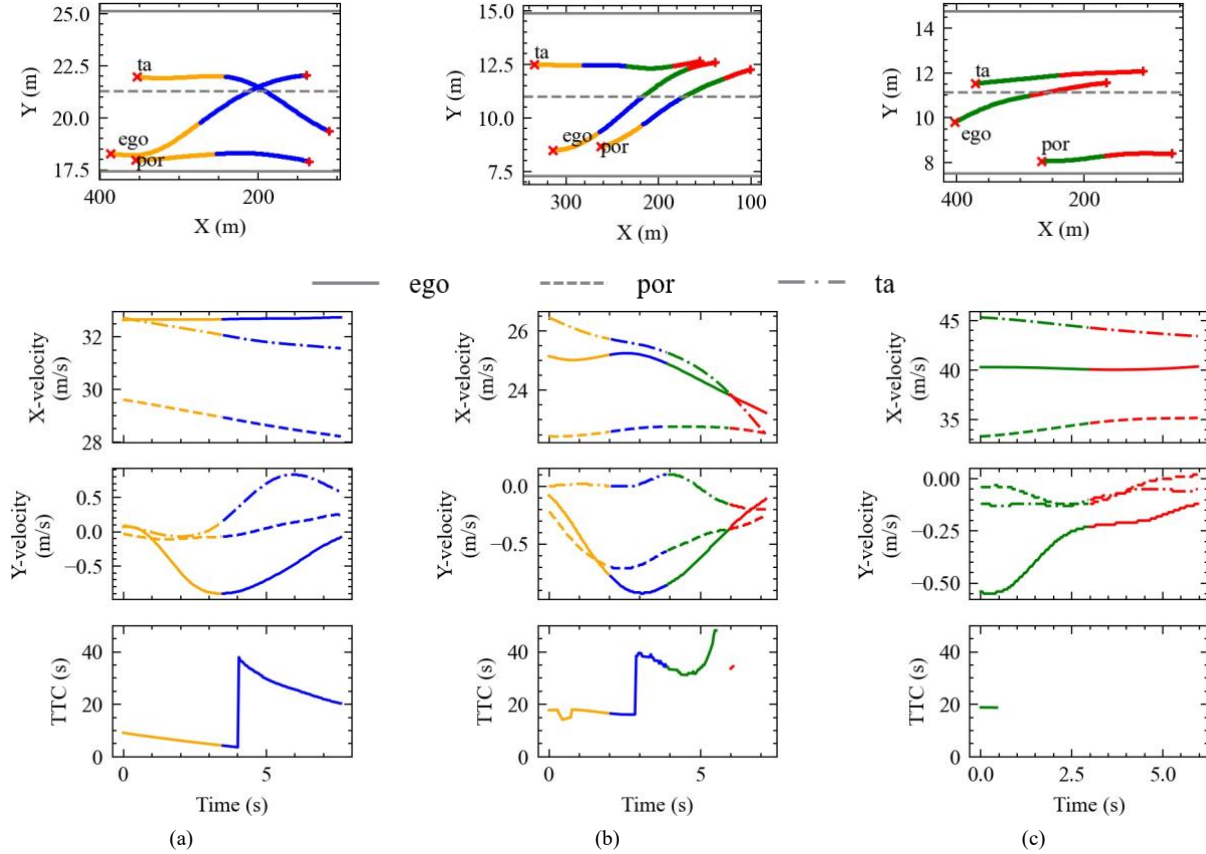 25.0
22.5
20.0
17.5
Y (m)
ta
ego
por
400
200
X (m)
15.0
12.5
10.0
7.5
Y (m)
ta
ego
por
300
200
100
X (m)
14
12
10
8
Y (m)
ta
ego
por
400
200
X (m)
ego
por
ta
32
30
28
X-velocity
(m/s)
26
24
X-velocity
(m/s)
45
40
35
X-velocity
(m/s)
0.5
0.0
−0.5
Y-velocity
(m/s)
0.0
−0.5
Y-velocity
(m/s)
0.00
−0.25
−0.50
Y-velocity
(m/s)
40
20
0
TTC (s)
0
5
Time (s)
40
20
0
TTC (s)
0
5
Time (s)
40
20
0
TTC (s)
0.0
2.5
5.0
Time (s)
(a)
(b)
(c)